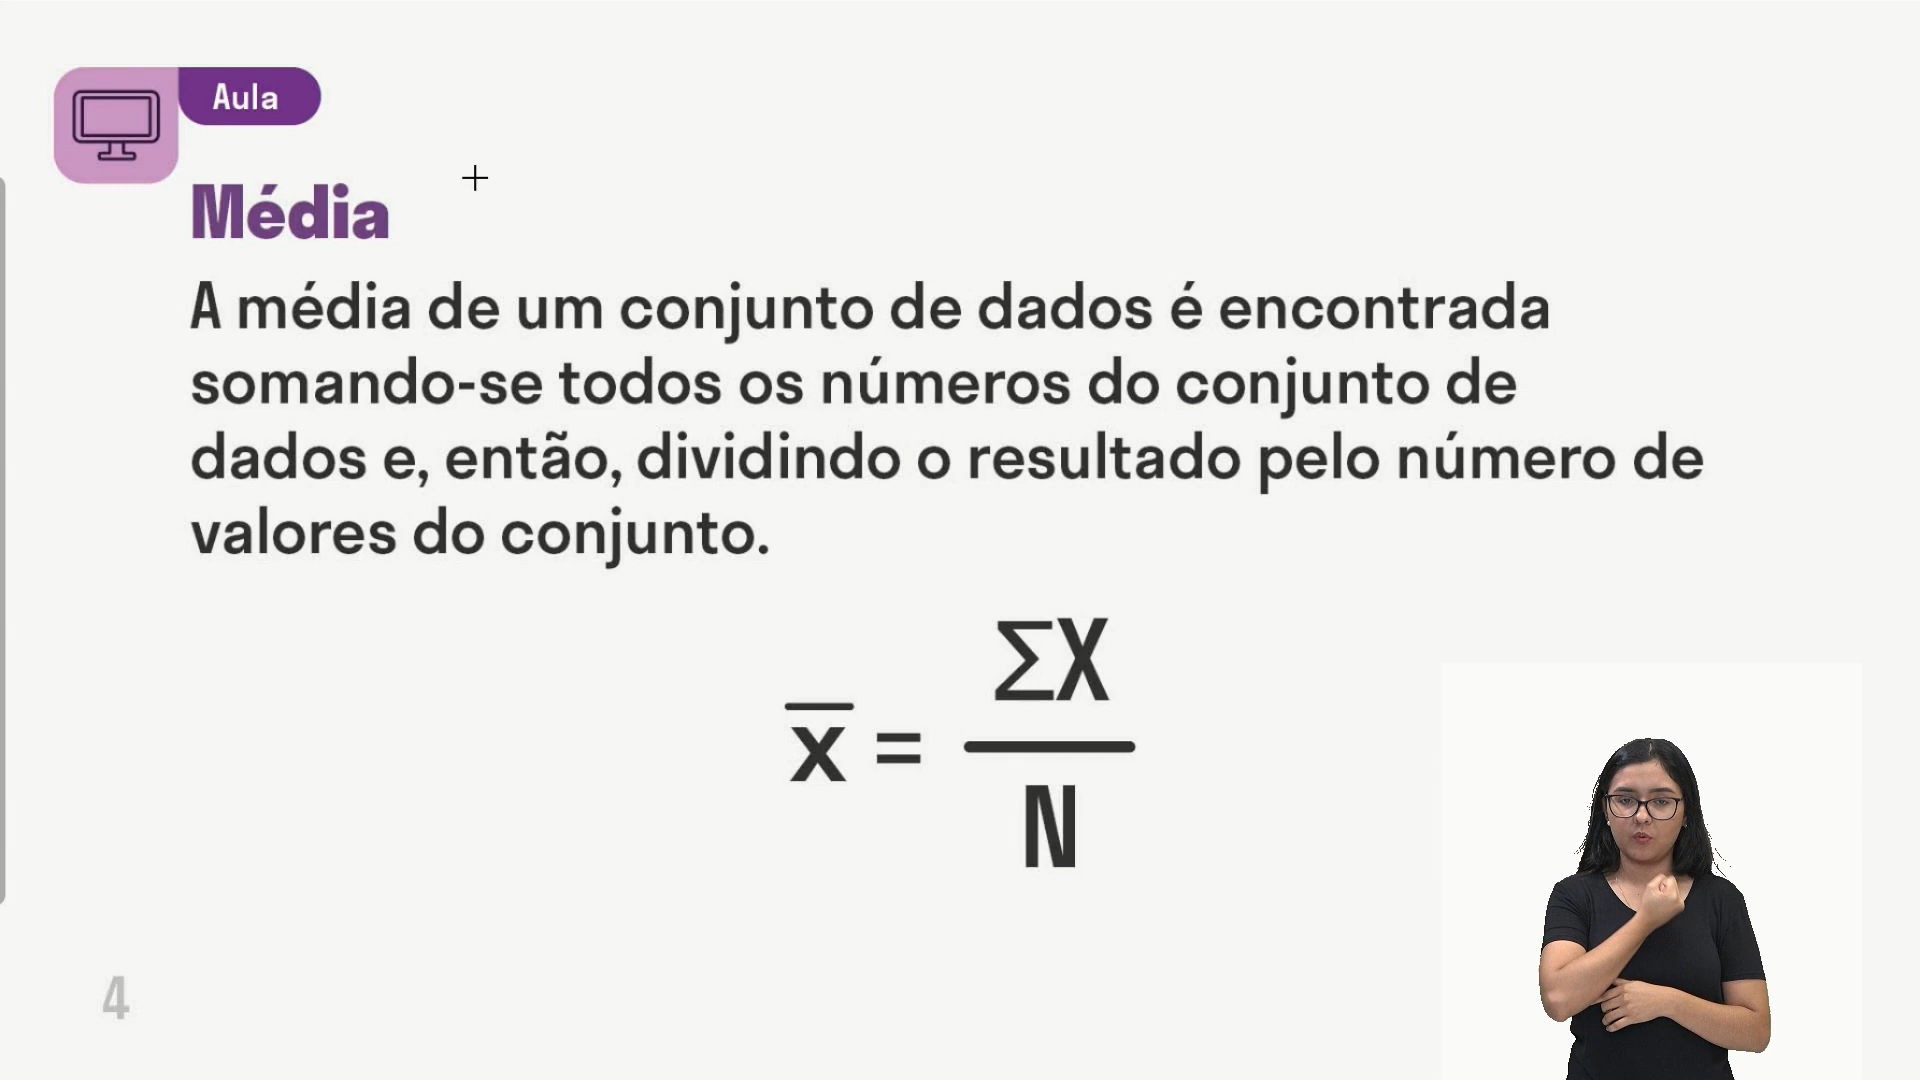 Aula
Média
A média de um conjunto de dados é encontrada
somando-se todos os números do conjunto de
dados e, então, dividindo o resultado pelo número de
valores do conjunto.
x̅ = ΣX / N
4